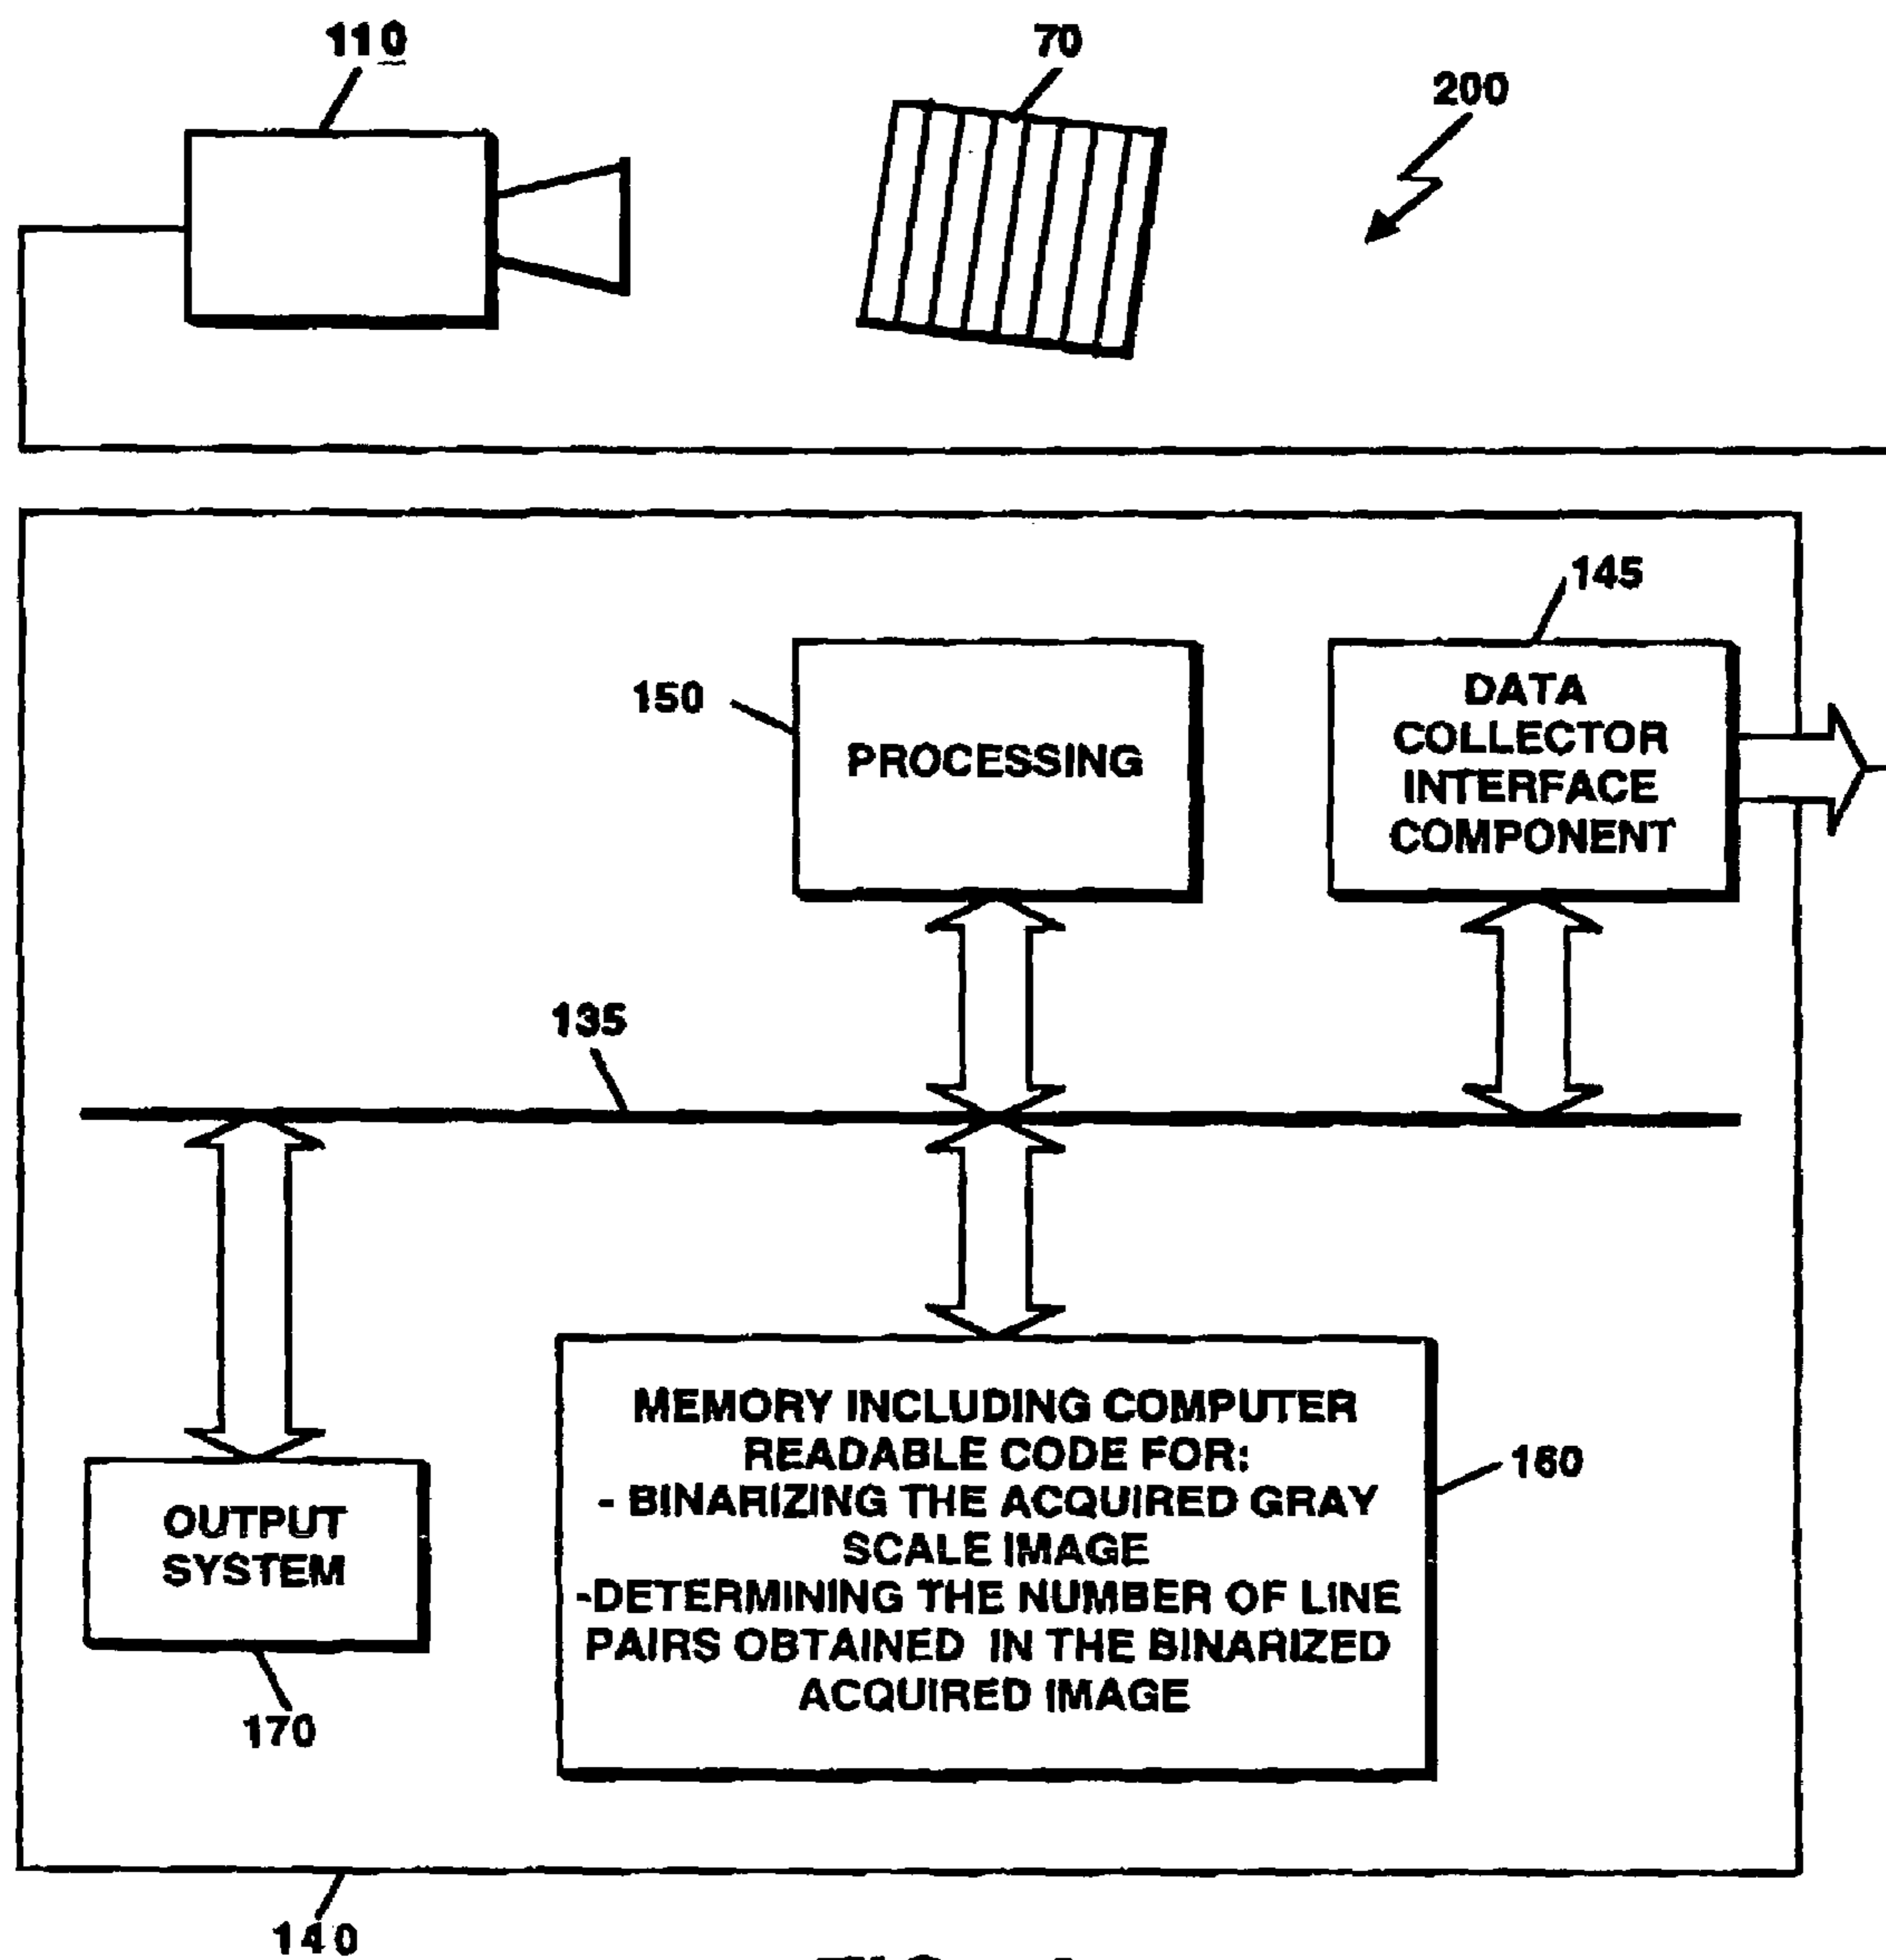 110
70
200
145
150
PROCESSING
DATA
COLLECTOR
INTERFACE
COMPONENT
135
MEMORY INCLUDING COMPUTER
READABLE CODE FOR:
- BINARIZING THE ACQUIRED GRAY
SCALE IMAGE
-DETERMINING THE NUMBER OF LINE
PAIRS OBTAINED IN THE BINARIZED
ACQUIRED IMAGE
160
OUTPUT
SYSTEM
170
140